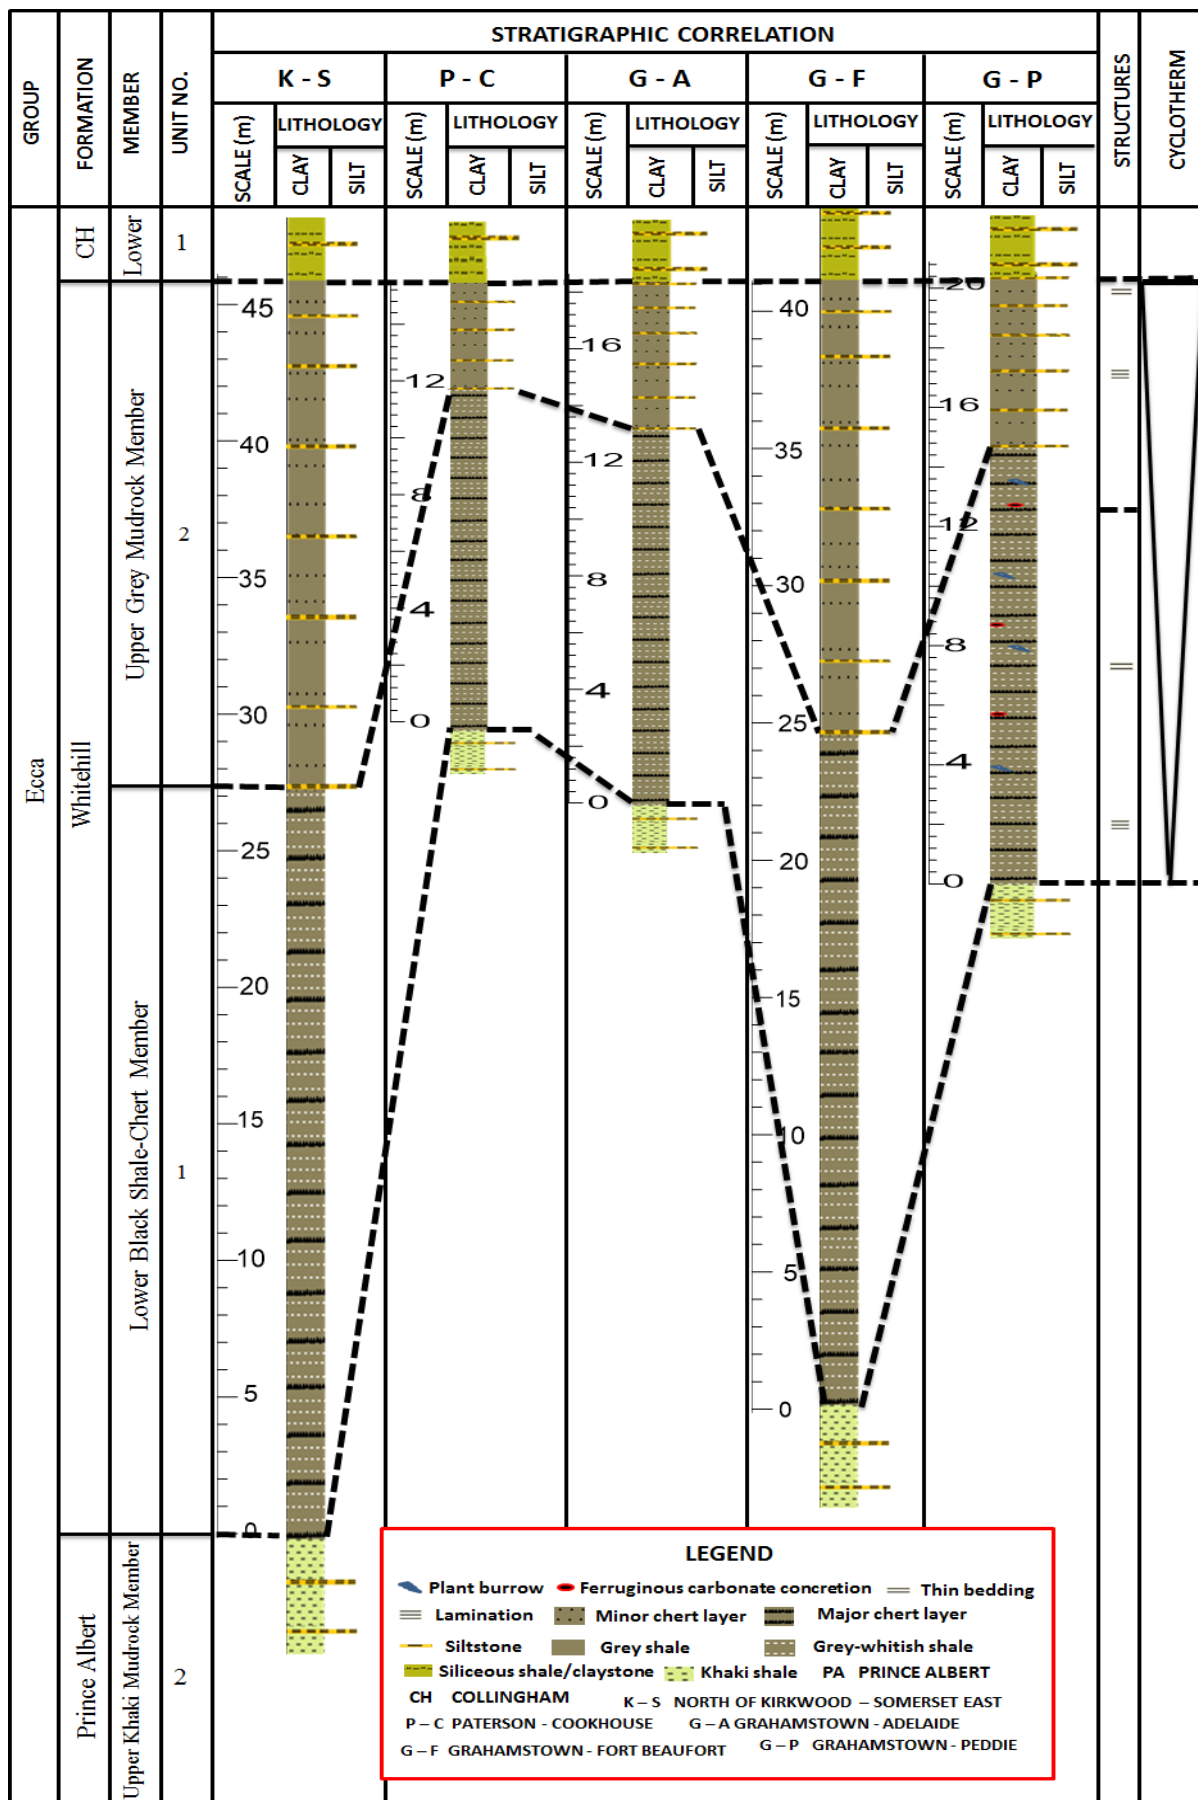 STRATIGRAPHIC CORRELATION
GROUP
FORMATION
MEMBER
UNIT NO.
K - S
P - C
G - A
G - F
G - P
STRUCTURES
CYCLOTHERM
SCALE (m)
LITHOLOGY
CLAY
SILT
SCALE (m)
LITHOLOGY
CLAY
SILT
SCALE (m)
LITHOLOGY
CLAY
SILT
SCALE (m)
LITHOLOGY
CLAY
SILT
SCALE (m)
LITHOLOGY
CLAY
SILT
Ecca
CH
Lower
1
Whitehill
Upper Grey Mudrock Member
2
Lower Black Shale-Chert Member
1
Prince Albert
Upper Khaki Mudrock Member
2
45
40
35
30
25
20
15
10
5
0
12
8
4
0
16
12
8
4
0
40
35
30
25
20
15
10
5
0
20
16
12
8
4
0
LEGEND
Plant burrow
Ferruginous carbonate concretion
Thin bedding
Lamination
Minor chert layer
Major chert layer
Siltstone
Grey shale
Grey-whitish shale
Siliceous shale/claystone
Khaki shale
PA PRINCE ALBERT
CH COLLINGHAM
K – S NORTH OF KIRKWOOD – SOMERSET EAST
P – C PATERSON - COOKHOUSE
G – A GRAHAMSTOWN - ADELAIDE
G – F GRAHAMSTOWN - FORT BEAUFORT
G – P GRAHAMSTOWN - PEDDIE